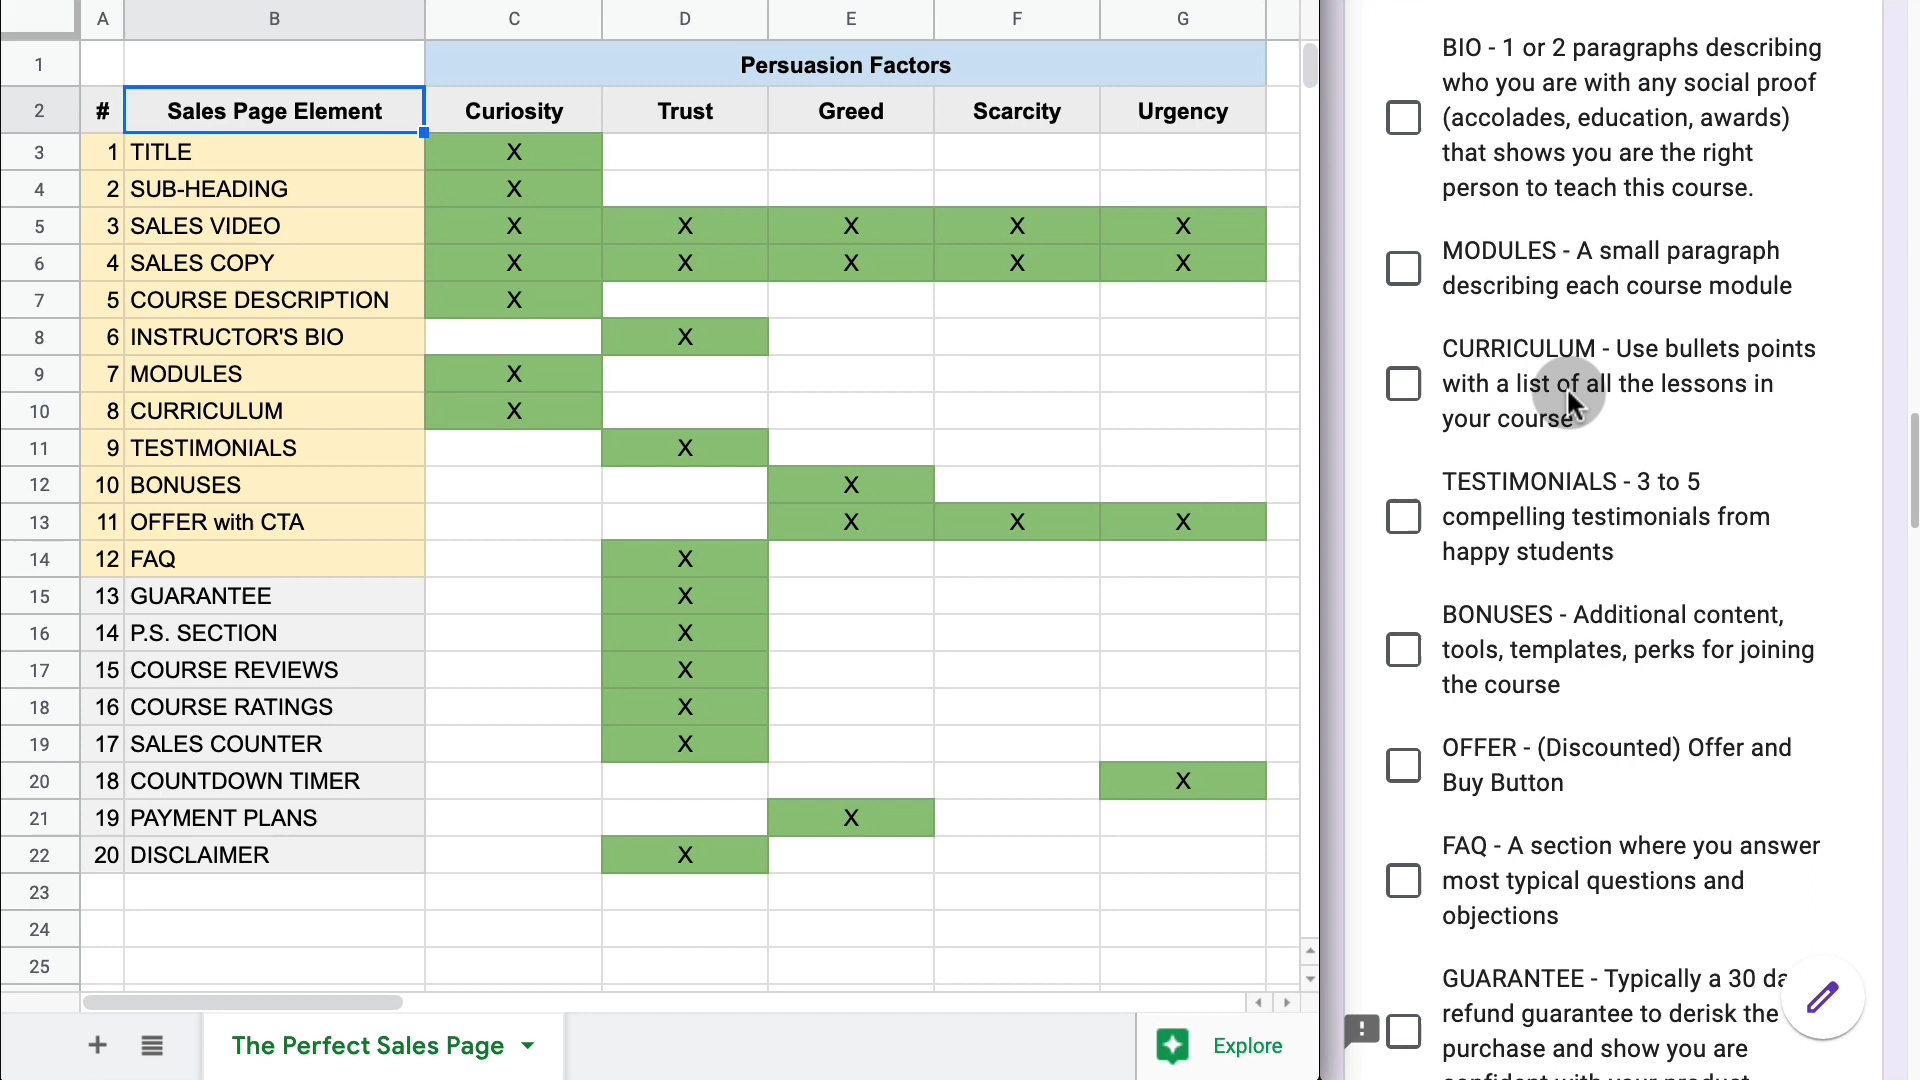 A B C D E F G
1 Persuasion Factors
2 # Sales Page Element Curiosity Trust Greed Scarcity Urgency
3 1 TITLE X
4 2 SUB-HEADING X
5 3 SALES VIDEO X X X X X
6 4 SALES COPY X X X X X
7 5 COURSE DESCRIPTION X
8 6 INSTRUCTOR'S BIO X
9 7 MODULES X
10 8 CURRICULUM X
11 9 TESTIMONIALS X
12 10 BONUSES X
13 11 OFFER with CTA X X X
14 12 FAQ X
15 13 GUARANTEE X
16 14 P.S. SECTION X
17 15 COURSE REVIEWS X
18 16 COURSE RATINGS X
19 17 SALES COUNTER X
20 18 COUNTDOWN TIMER X
21 19 PAYMENT PLANS X
22 20 DISCLAIMER X
23
24
25
The Perfect Sales Page
Explore
BIO - 1 or 2 paragraphs describing
who you are with any social proof
(accolades, education, awards)
that shows you are the right
person to teach this course.
MODULES - A small paragraph
describing each course module
CURRICULUM - Use bullets points
with a list of all the lessons in
your course
TESTIMONIALS - 3 to 5
compelling testimonials from
happy students
BONUSES - Additional content,
tools, templates, perks for joining
the course
OFFER - (Discounted) Offer and
Buy Button
FAQ - A section where you answer
most typical questions and
objections
GUARANTEE - Typically a 30
refund guarantee to derisk the
purchase and show you are